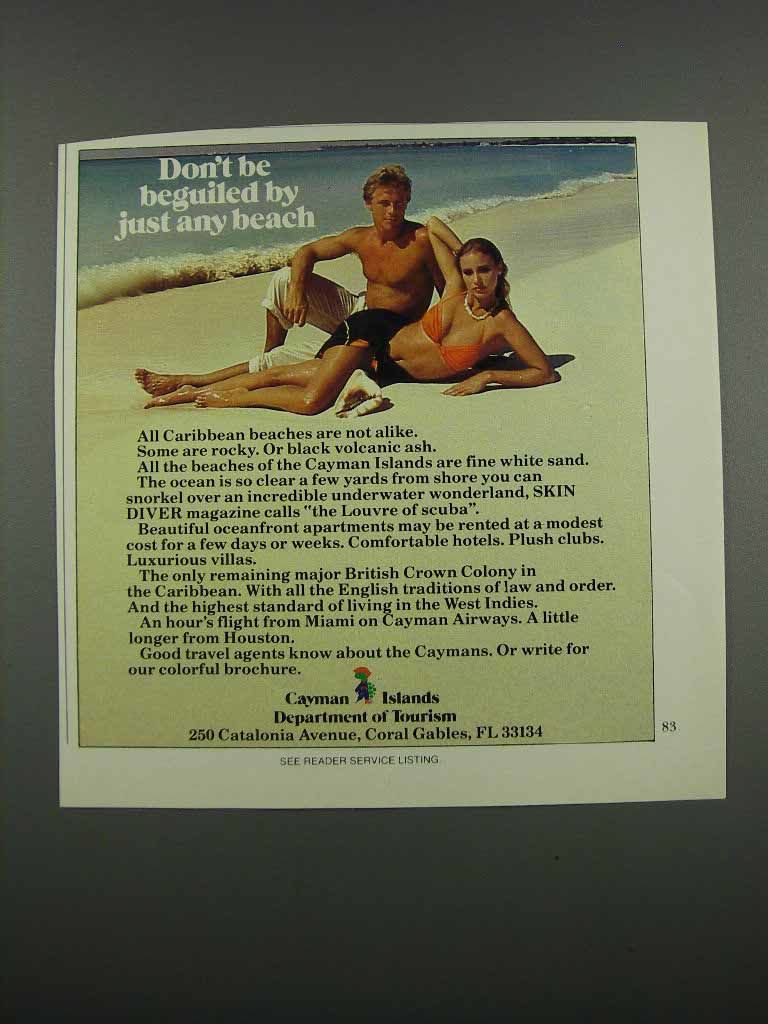 Don't be
beguiled by
just any beach
All Caribbean beaches are not alike.
Some are rocky. Or black volcanic ash.
All the beaches of the Cayman Islands are fine white sand.
The ocean is so clear a few yards from shore you can
snorkel over an incredible underwater wonderland, SKIN
DIVER magazine calls "the Louvre of scuba".
Beautiful oceanfront apartments may be rented at a modest
cost for a few days or weeks. Comfortable hotels. Plush clubs.
Luxurious villas.
The only remaining major British Crown Colony in
the Caribbean. With all the English traditions of law and order.
And the highest standard of living in the West Indies.
An hour's flight from Miami on Cayman Airways. A little
longer from Houston.
Good travel agents know about the Caymans. Or write for
our colorful brochure.
Cayman Islands
Department of Tourism
250 Catalonia Avenue, Coral Gables, FL 33134
83
SEE READER SERVICE LISTING